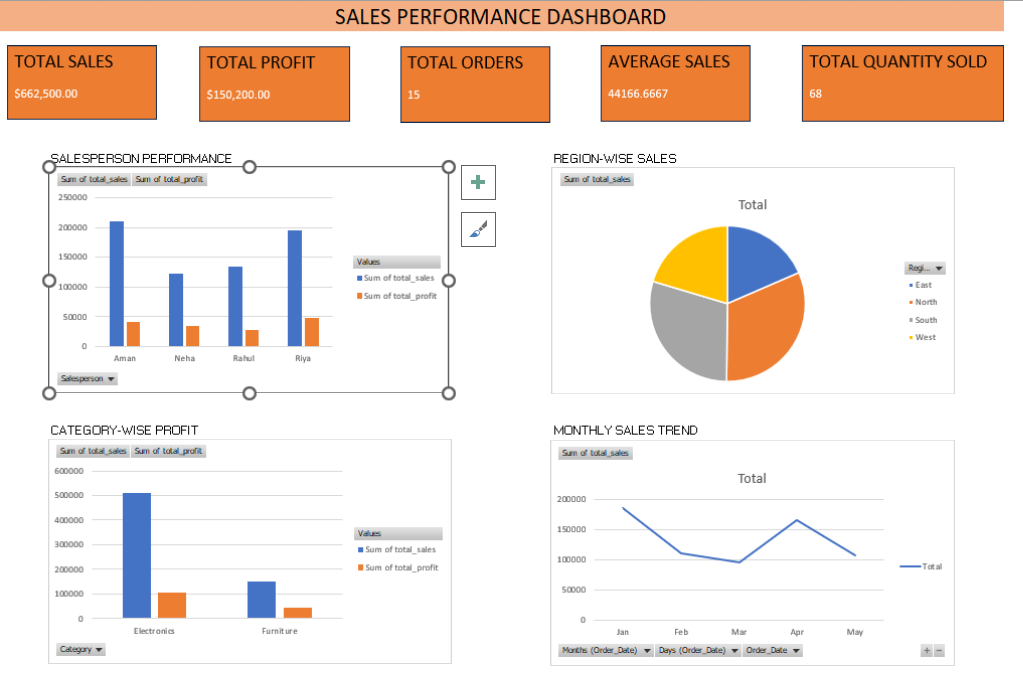 SALES PERFORMANCE DASHBOARD
TOTAL SALES
$662,500.00
TOTAL PROFIT
$150,200.00
TOTAL ORDERS
15
AVERAGE SALES
44166.6667
TOTAL QUANTITY SOLD
68
SALESPERSON PERFORMANCE
Sum of total_sales Sum of total_profit
250000
200000
150000
100000
50000
0
Aman Neha Rahul Riya
Values
Sum of total_sales
Sum of total_profit
Salesperson
REGION-WISE SALES
Sum of total_sales
Total
Regi...
East
North
South
West
CATEGORY-WISE PROFIT
Sum of total_sales Sum of total_profit
600000
500000
400000
300000
200000
100000
0
Electronics Furniture
Values
Sum of total_sales
Sum of total_profit
Category
MONTHLY SALES TREND
Sum of total_sales
Total
200000
150000
100000
50000
0
Jan Feb Mar Apr May
Total
Months (Order_Date) Days (Order_Date) Order_Date
+ −